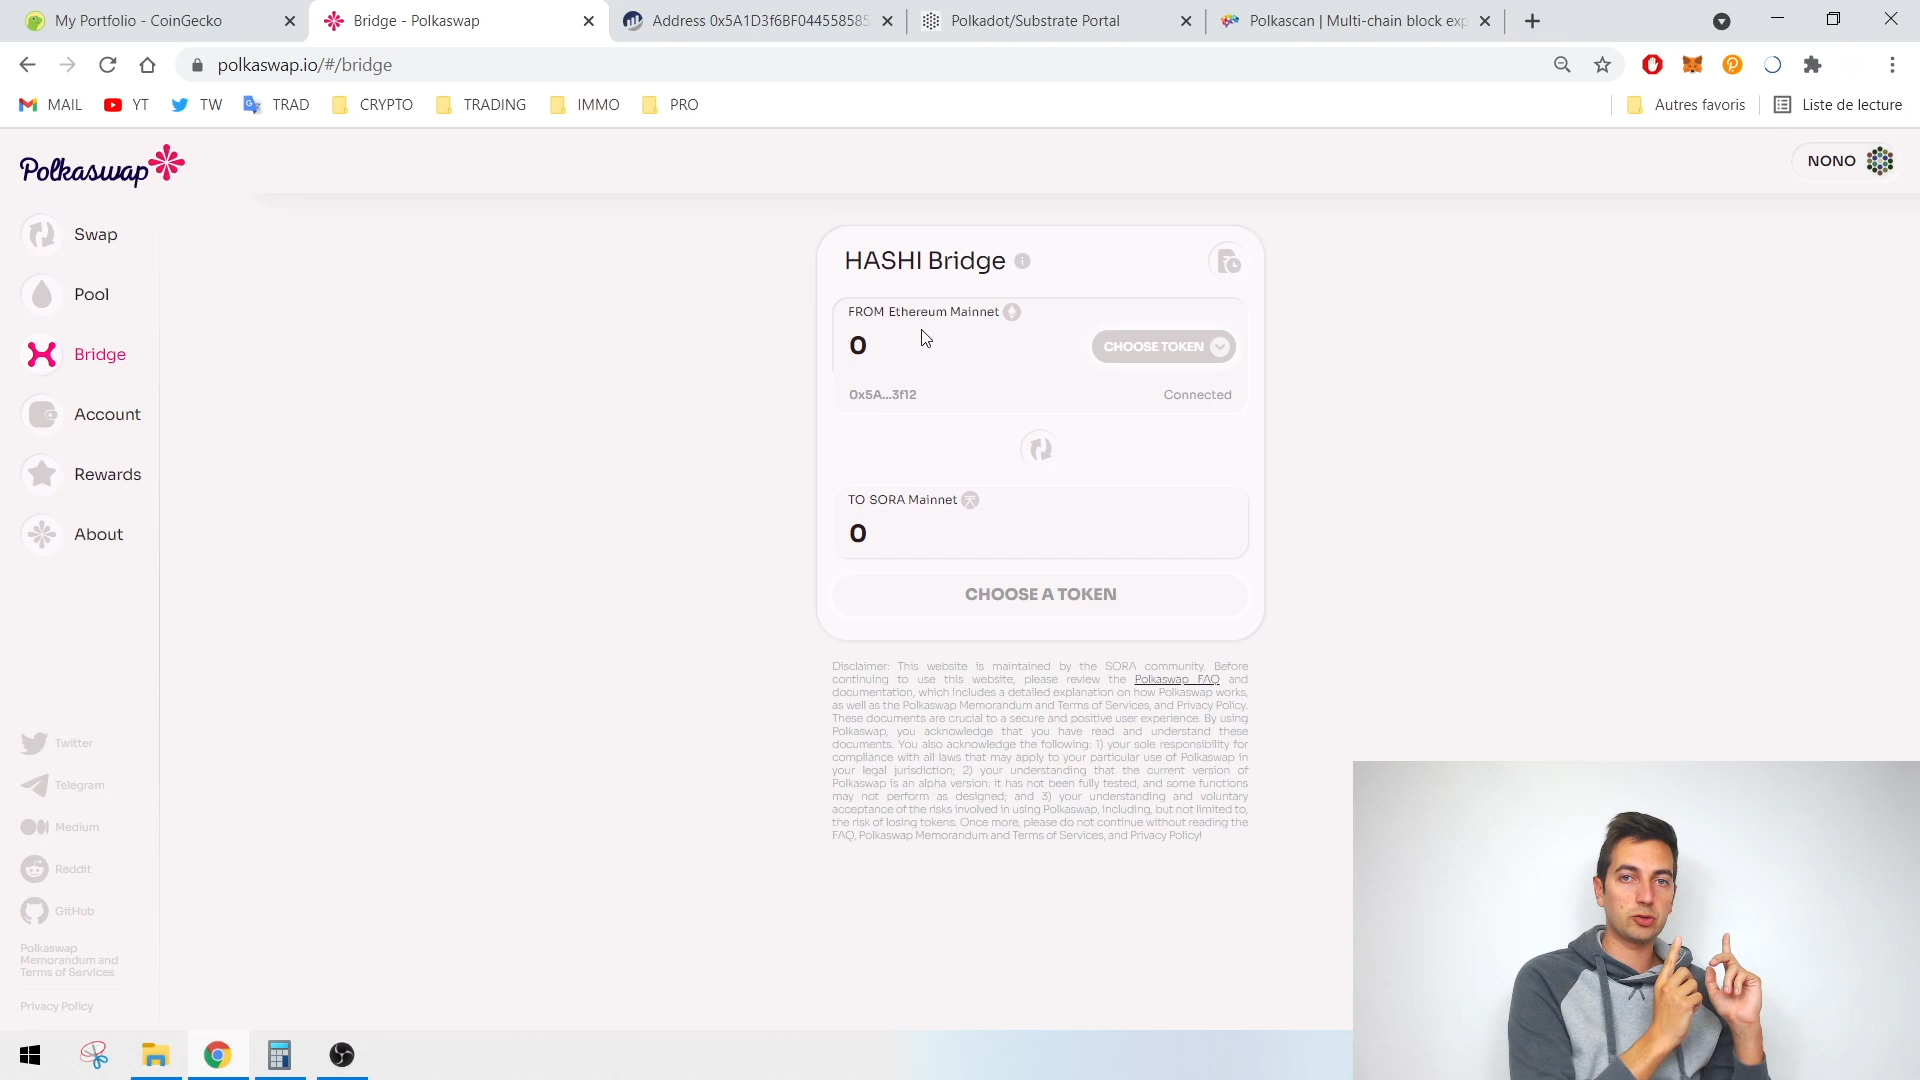 My Portfolio - CoinGecko
Bridge - Polkaswap
Address 0x5A1D3f6BF044558585
Polkadot/Substrate Portal
Polkascan | Multi-chain block exp
polkaswap.io/#/bridge
MAIL
YT
TW
TRAD
CRYPTO
TRADING
IMMO
PRO
Autres favoris
Liste de lecture
Polkaswap
NONO
Swap
Pool
Bridge
Account
Rewards
About
HASHI Bridge
FROM Ethereum Mainnet
0
CHOOSE TOKEN
0x5A...3f12
Connected
TO SORA Mainnet
0
CHOOSE A TOKEN
Disclaimer: This website is maintained by the SORA community. Before
continuing to use this website, please review the Polkaswap FAQ and
documentation, which includes a detailed explanation on how Polkaswap works,
as well as the Polkaswap Memorandum and Terms of Services, and Privacy Policy.
These documents are crucial to a secure and positive user experience. By using
Polkaswap, you acknowledge that you have read and understand these
documents. You also acknowledge the following: 1) your sole responsibility for
compliance with all laws that may apply to your particular use of Polkaswap in
your legal jurisdiction; 2) your understanding that the current version of
Polkaswap is an alpha version: it has not been fully tested, and some functions
may not perform as designed; and 3) your understanding and voluntary
acceptance of the risks involved in using Polkaswap, including, but not limited to,
the risk of losing tokens. Once more, please do not continue without reading the
FAQ, Polkaswap Memorandum and Terms of Services, and Privacy Policy!
Twitter
Telegram
Medium
Reddit
GitHub
Polkaswap
Memorandum and
Terms of Services
Privacy Policy